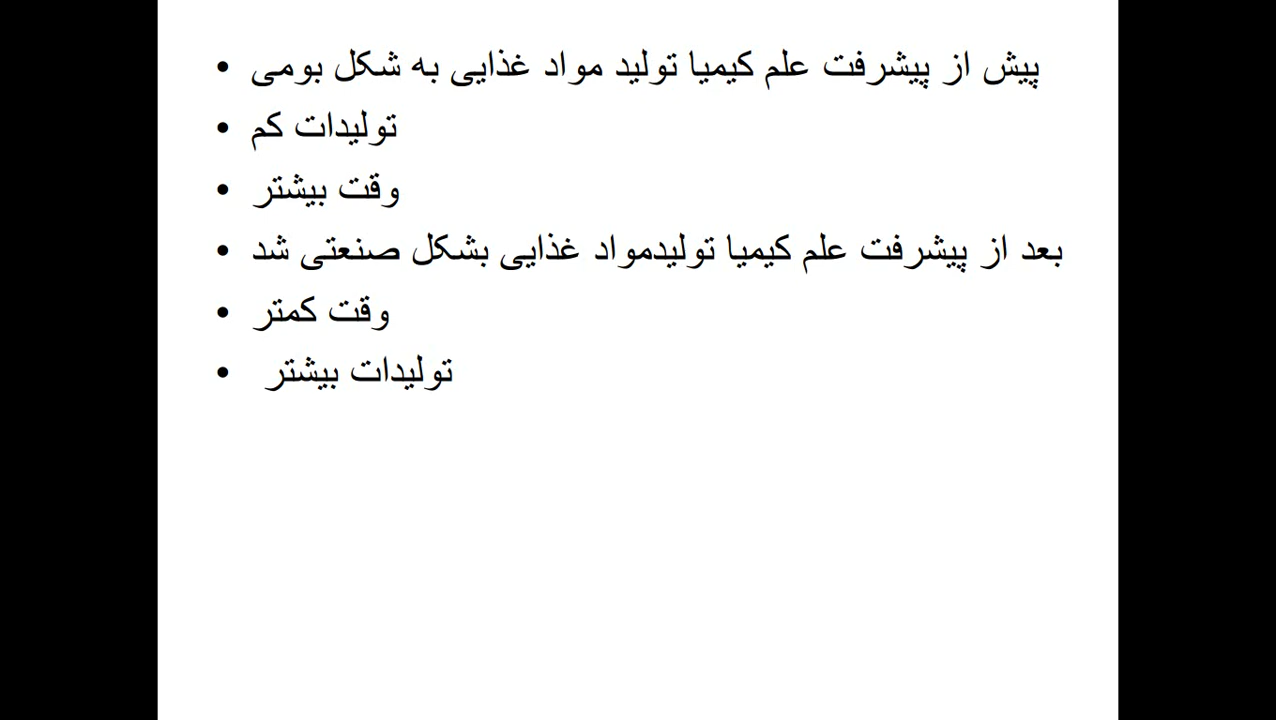 • پیش از پیشرفت علم کیمیا تولید مواد غذایی به شکل بومی
• تولیدات کم
• وقت بیشتر
• بعد از پیشرفت علم کیمیا تولیدمواد غذایی بشکل صنعتی شد
• وقت کمتر
• تولیدات بیشتر